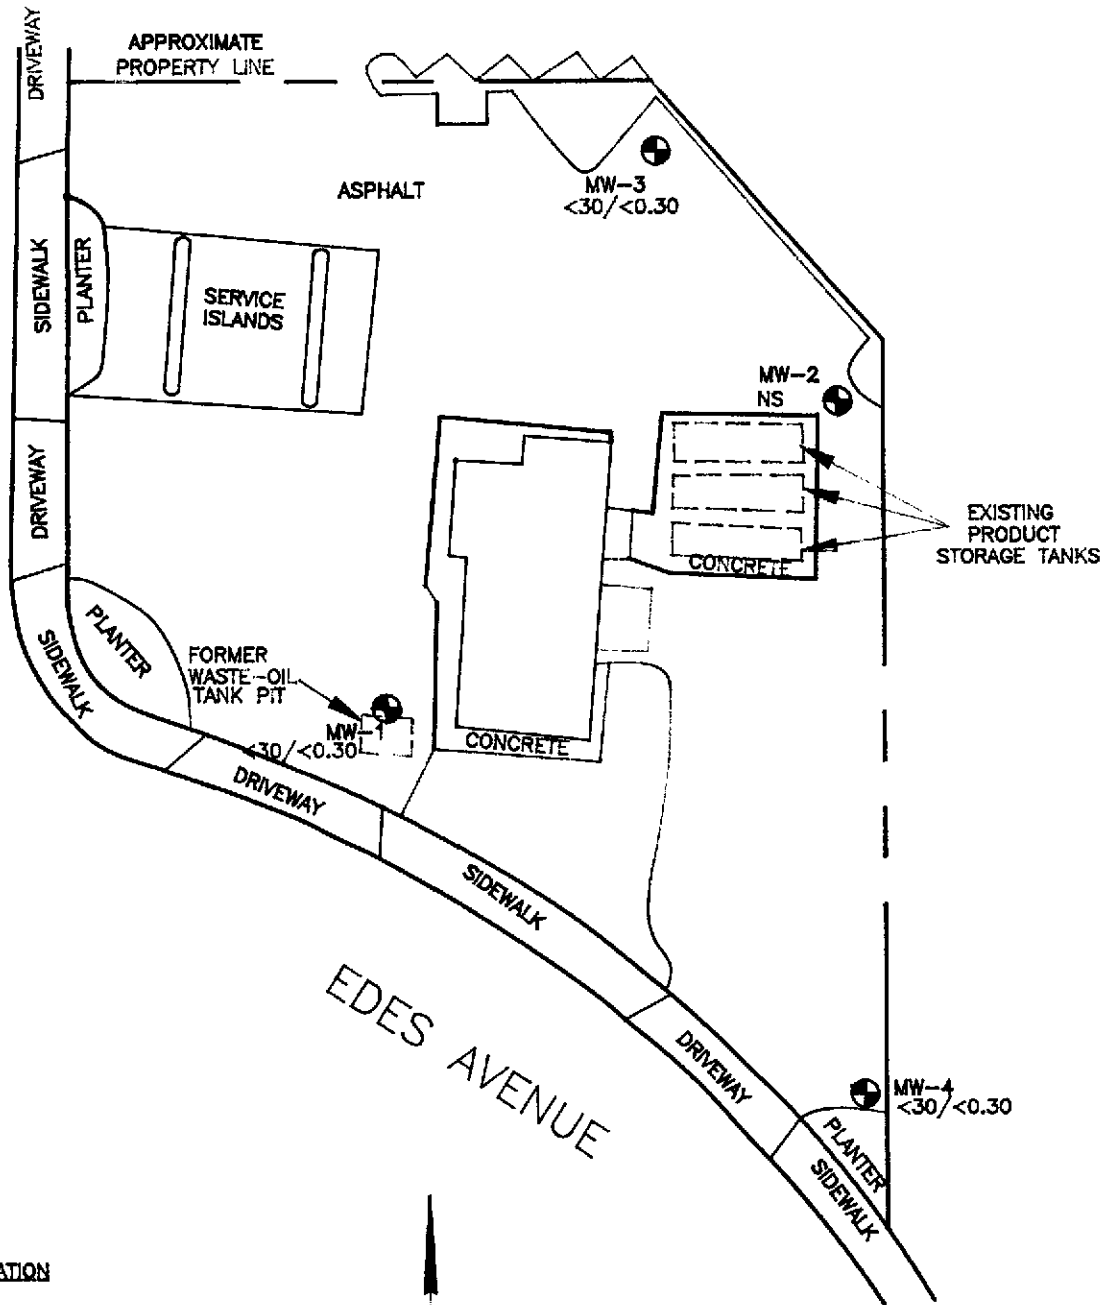 DRIVEWAY
APPROXIMATE
PROPERTY LINE
ASPHALT
MW-3
<30/<0.30
SIDEWALK
PLANTER
SERVICE
ISLANDS
MW-2
NS
DRIVEWAY
EXISTING
PRODUCT
STORAGE TANKS
CONCRETE
PLANTER
SIDEWALK
FORMER
WASTE-OIL
TANK PIT
MW-1
<30/<0.30
CONCRETE
DRIVEWAY
SIDEWALK
EDES AVENUE
DRIVEWAY
MW-4
<30/<0.30
PLANTER
SIDEWALK
ATION